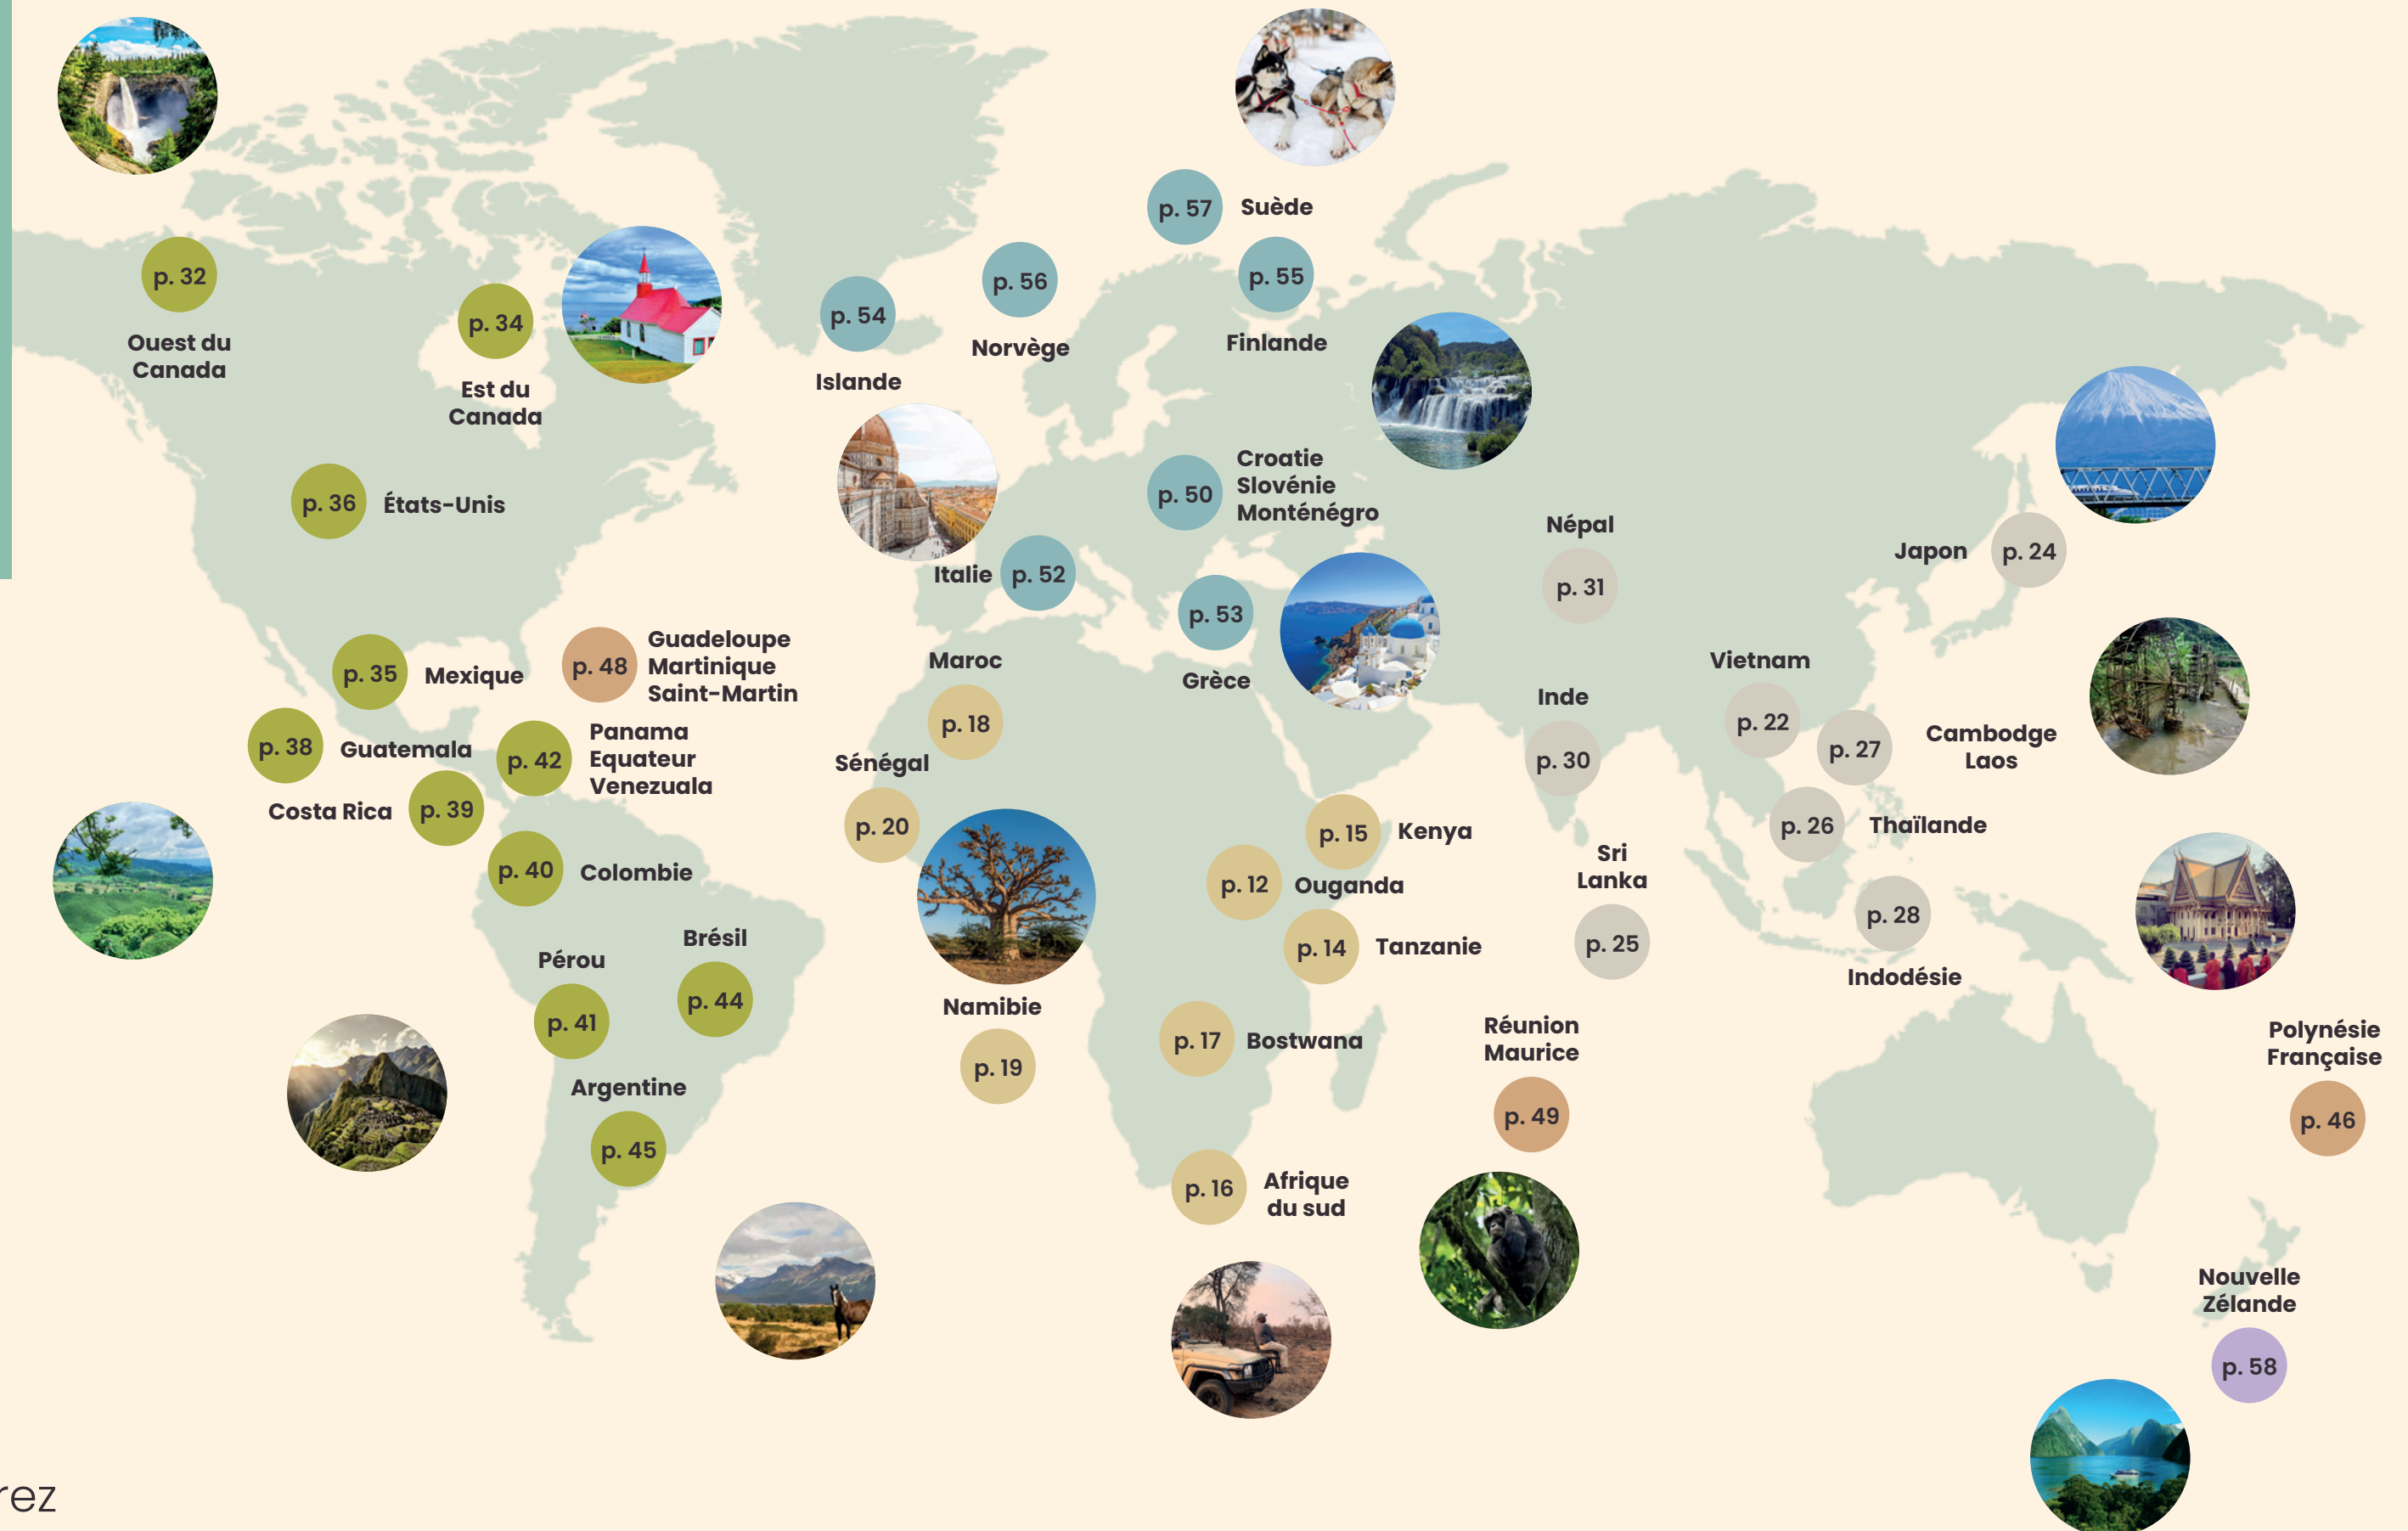 p. 57
Suède
p. 32
Ouest du
Canada
p. 34
Est du
Canada
p. 54
Islande
p. 56
Norvège
p. 55
Finlande
p. 36
États-Unis
p. 50
Croatie
Slovénie
Monténégro
Italie
p. 52
p. 53
Grèce
Népal
p. 31
Japon
p. 24
p. 35
Mexique
p. 48
Guadeloupe
Martinique
Saint-Martin
p. 38
Guatemala
p. 42
Panama
Equateur
Venezuala
Costa Rica
p. 39
p. 40
Colombie
Maroc
p. 18
Sénégal
p. 20
Inde
p. 30
Vietnam
p. 22
p. 27
Cambodge
Laos
p. 26
Thaïlande
p. 15
Kenya
p. 12
Ouganda
p. 14
Tanzanie
Sri
Lanka
p. 25
p. 28
Indodésie
Pérou
p. 41
Brésil
p. 44
Argentine
p. 45
Namibie
p. 19
p. 17
Bostwana
Réunion
Maurice
p. 49
Polynésie
Française
p. 46
p. 16
Afrique
du sud
Nouvelle
Zélande
p. 58
rez